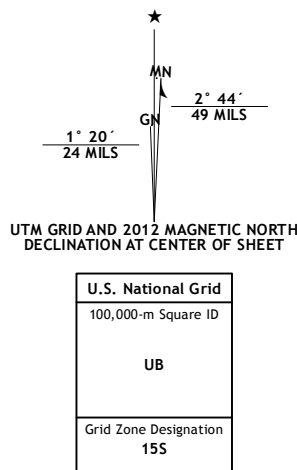 ★
MN
GN
2° 44´
49 MILS
1° 20´
24 MILS
UTM GRID AND 2012 MAGNETIC NORTH
DECLINATION AT CENTER OF SHEET
U.S. National Grid
100,000-m Square ID
UB
Grid Zone Designation
15S